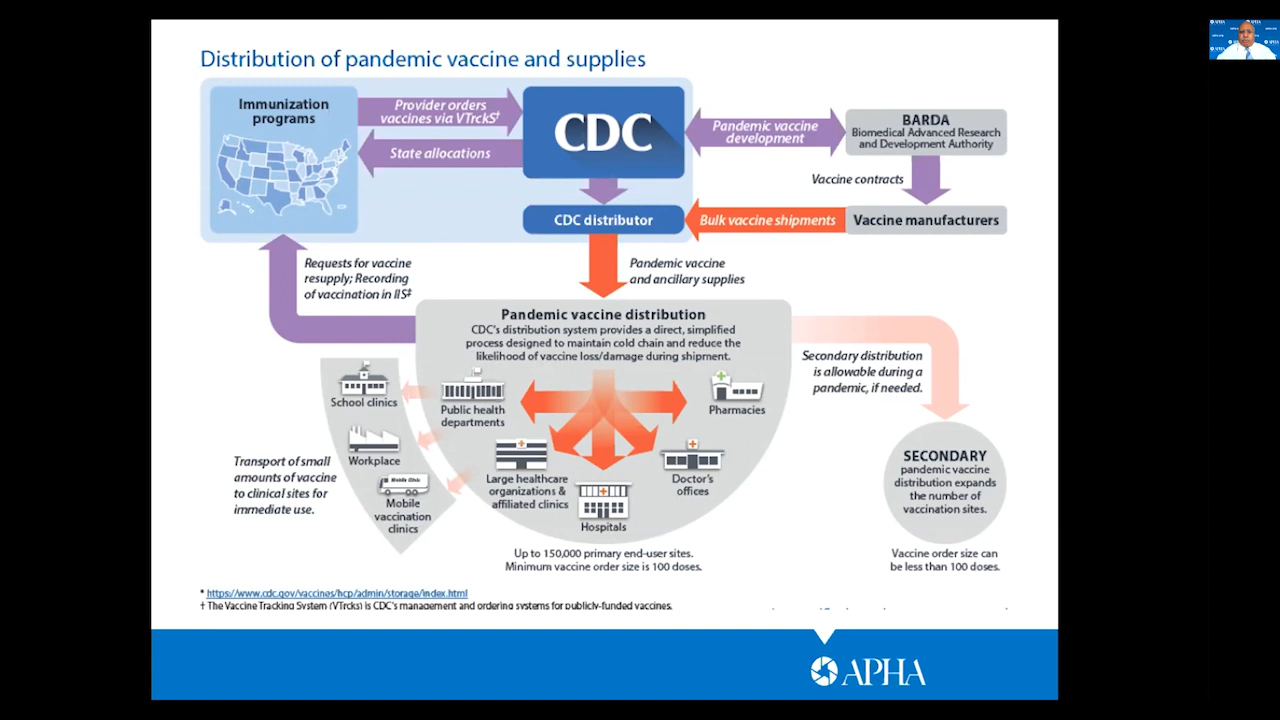 Distribution of pandemic vaccine and supplies
Immunization
programs
Provider orders
vaccines via VTrckS†
State allocations
CDC
Pandemic vaccine
development
BARDA
Biomedical Advanced Research
and Development Authority
Vaccine contracts
CDC distributor
Bulk vaccine shipments
Vaccine manufacturers
Requests for vaccine
resupply; Recording
of vaccination in IIS‡
Pandemic vaccine
and ancillary supplies
Pandemic vaccine distribution
CDC's distribution system provides a direct, simplified
process designed to maintain cold chain and reduce the
likelihood of vaccine loss/damage during shipment.
Secondary distribution
is allowable during a
pandemic, if needed.
School clinics
Public health
departments
Pharmacies
Workplace
Large healthcare
organizations &
affiliated clinics
Doctor's
offices
Hospitals
Mobile Clinic
Mobile
vaccination
clinics
Transport of small
amounts of vaccine
to clinical sites for
immediate use.
SECONDARY
pandemic vaccine
distribution expands
the number of
vaccination sites.
Up to 150,000 primary end-user sites.
Minimum vaccine order size is 100 doses.
Vaccine order size can
be less than 100 doses.
* https://www.cdc.gov/vaccines/hcp/admin/storage/index.html
† The Vaccine Tracking System (VTrcks) is CDC's management and ordering systems for publicly-funded vaccines.
APHA
APHA
APHA